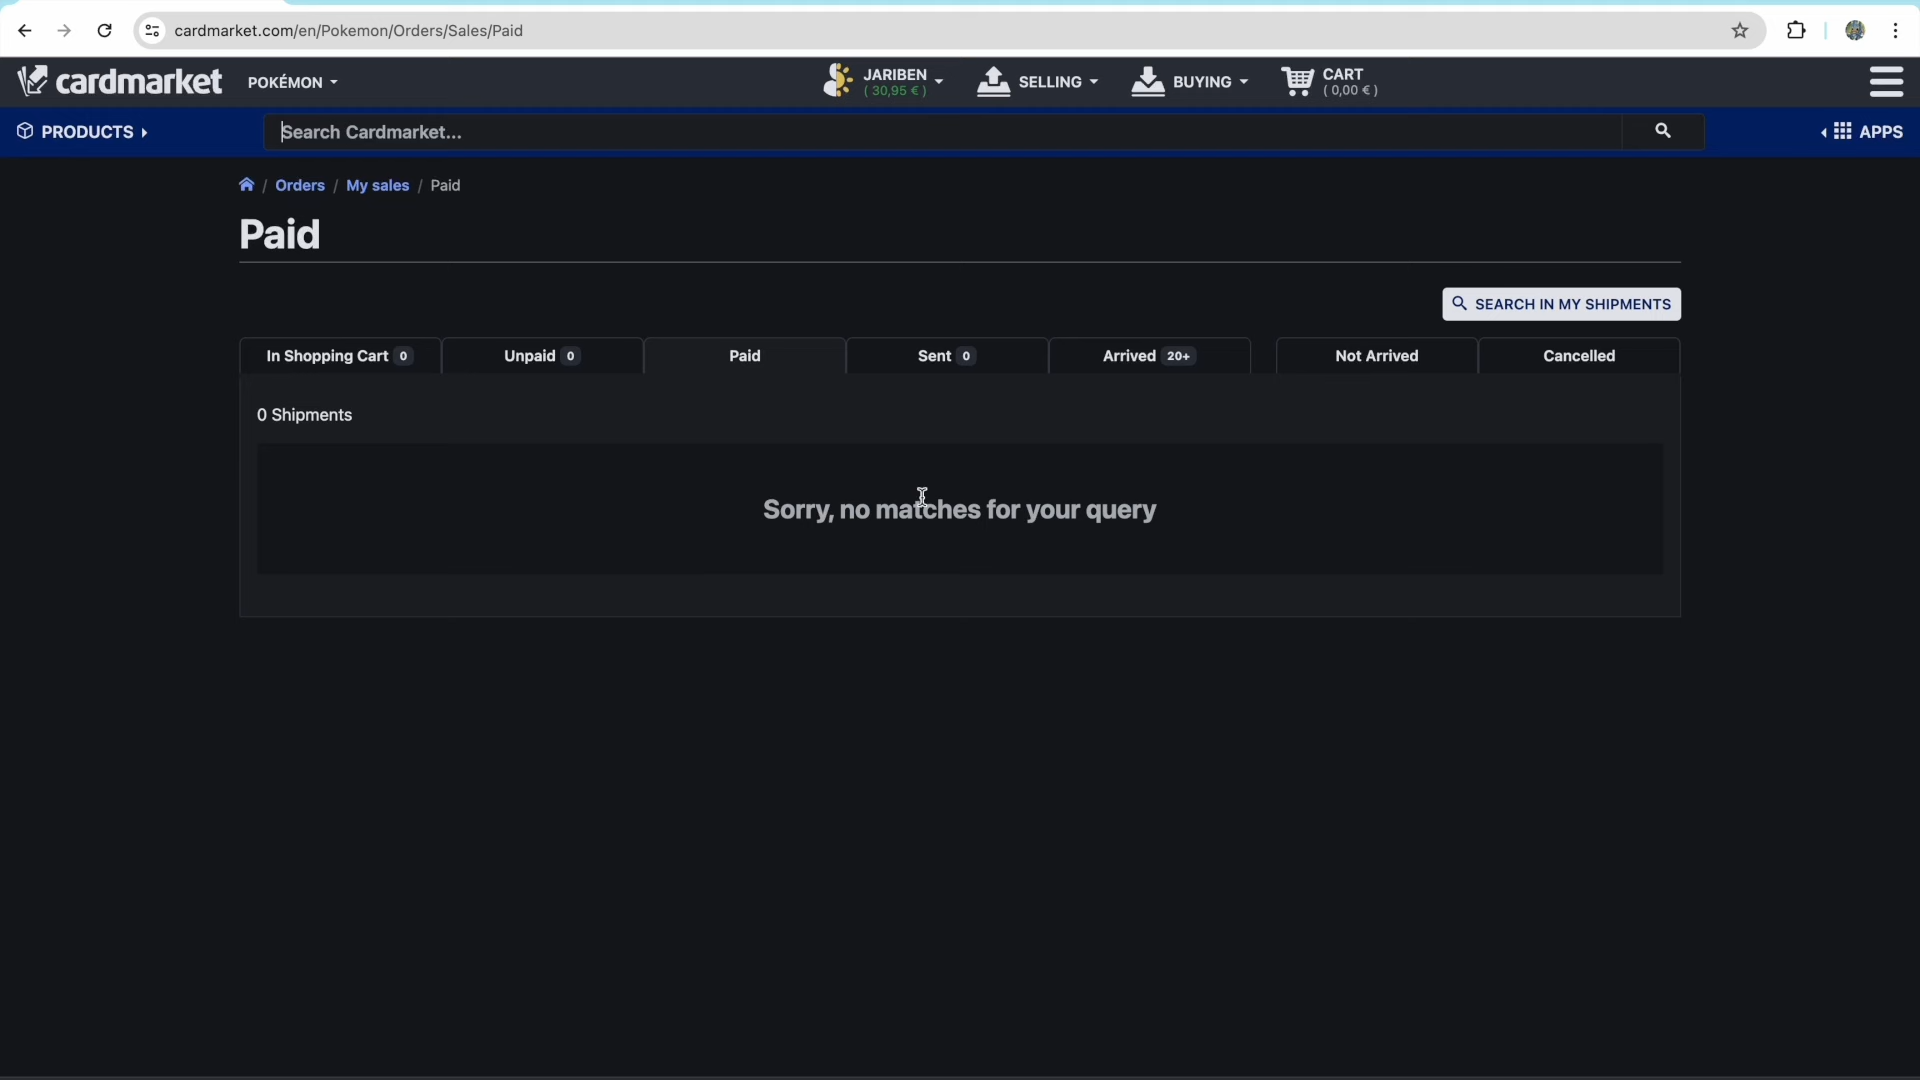 cardmarket.com/en/Pokemon/Orders/Sales/Paid
cardmarket POKÉMON JARIBEN SELLING BUYING CART
( 30,95 € ) ( 0,00 € )
PRODUCTS Search Cardmarket... APPS
/ Orders / My sales / Paid
Paid
SEARCH IN MY SHIPMENTS
In Shopping Cart 0 Unpaid 0 Paid Sent 0 Arrived 20+ Not Arrived Cancelled
0 Shipments
Sorry, no matches for your query